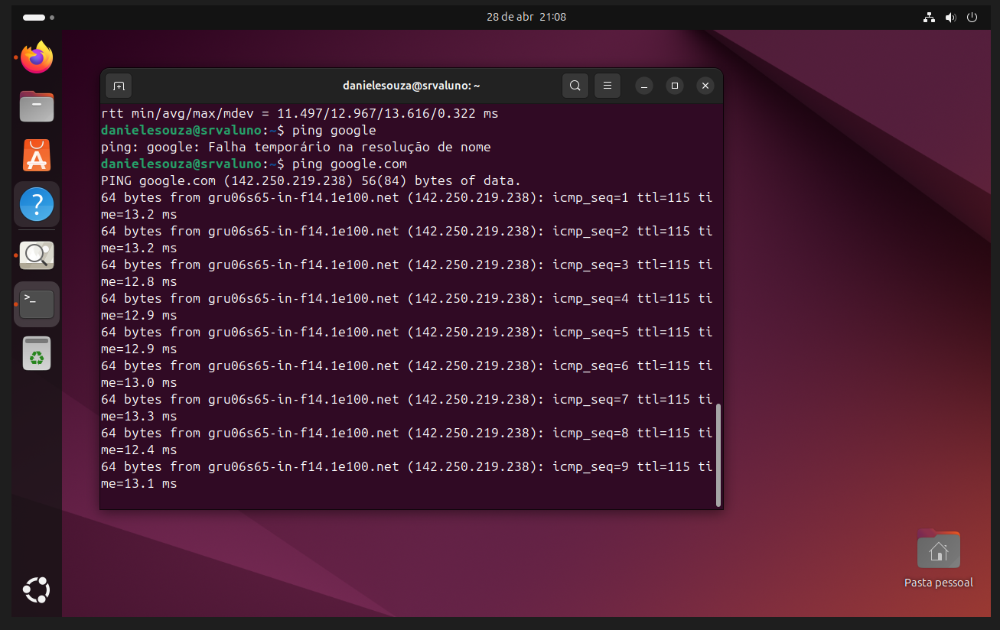 28 de abr 21:08
danielesouza@srvaluno: ~
rtt min/avg/max/mdev = 11.497/12.967/13.616/0.322 ms
danielesouza@srvaluno:~$ ping google
ping: google: Falha temporário na resolução de nome
danielesouza@srvaluno:~$ ping google.com
PING google.com (142.250.219.238) 56(84) bytes of data.
64 bytes from gru06s65-in-f14.1e100.net (142.250.219.238): icmp_seq=1 ttl=115 ti
me=13.2 ms
64 bytes from gru06s65-in-f14.1e100.net (142.250.219.238): icmp_seq=2 ttl=115 ti
me=13.2 ms
64 bytes from gru06s65-in-f14.1e100.net (142.250.219.238): icmp_seq=3 ttl=115 ti
me=12.8 ms
64 bytes from gru06s65-in-f14.1e100.net (142.250.219.238): icmp_seq=4 ttl=115 ti
me=12.9 ms
64 bytes from gru06s65-in-f14.1e100.net (142.250.219.238): icmp_seq=5 ttl=115 ti
me=12.9 ms
64 bytes from gru06s65-in-f14.1e100.net (142.250.219.238): icmp_seq=6 ttl=115 ti
me=13.0 ms
64 bytes from gru06s65-in-f14.1e100.net (142.250.219.238): icmp_seq=7 ttl=115 ti
me=13.3 ms
64 bytes from gru06s65-in-f14.1e100.net (142.250.219.238): icmp_seq=8 ttl=115 ti
me=12.4 ms
64 bytes from gru06s65-in-f14.1e100.net (142.250.219.238): icmp_seq=9 ttl=115 ti
me=13.1 ms
Pasta pessoal